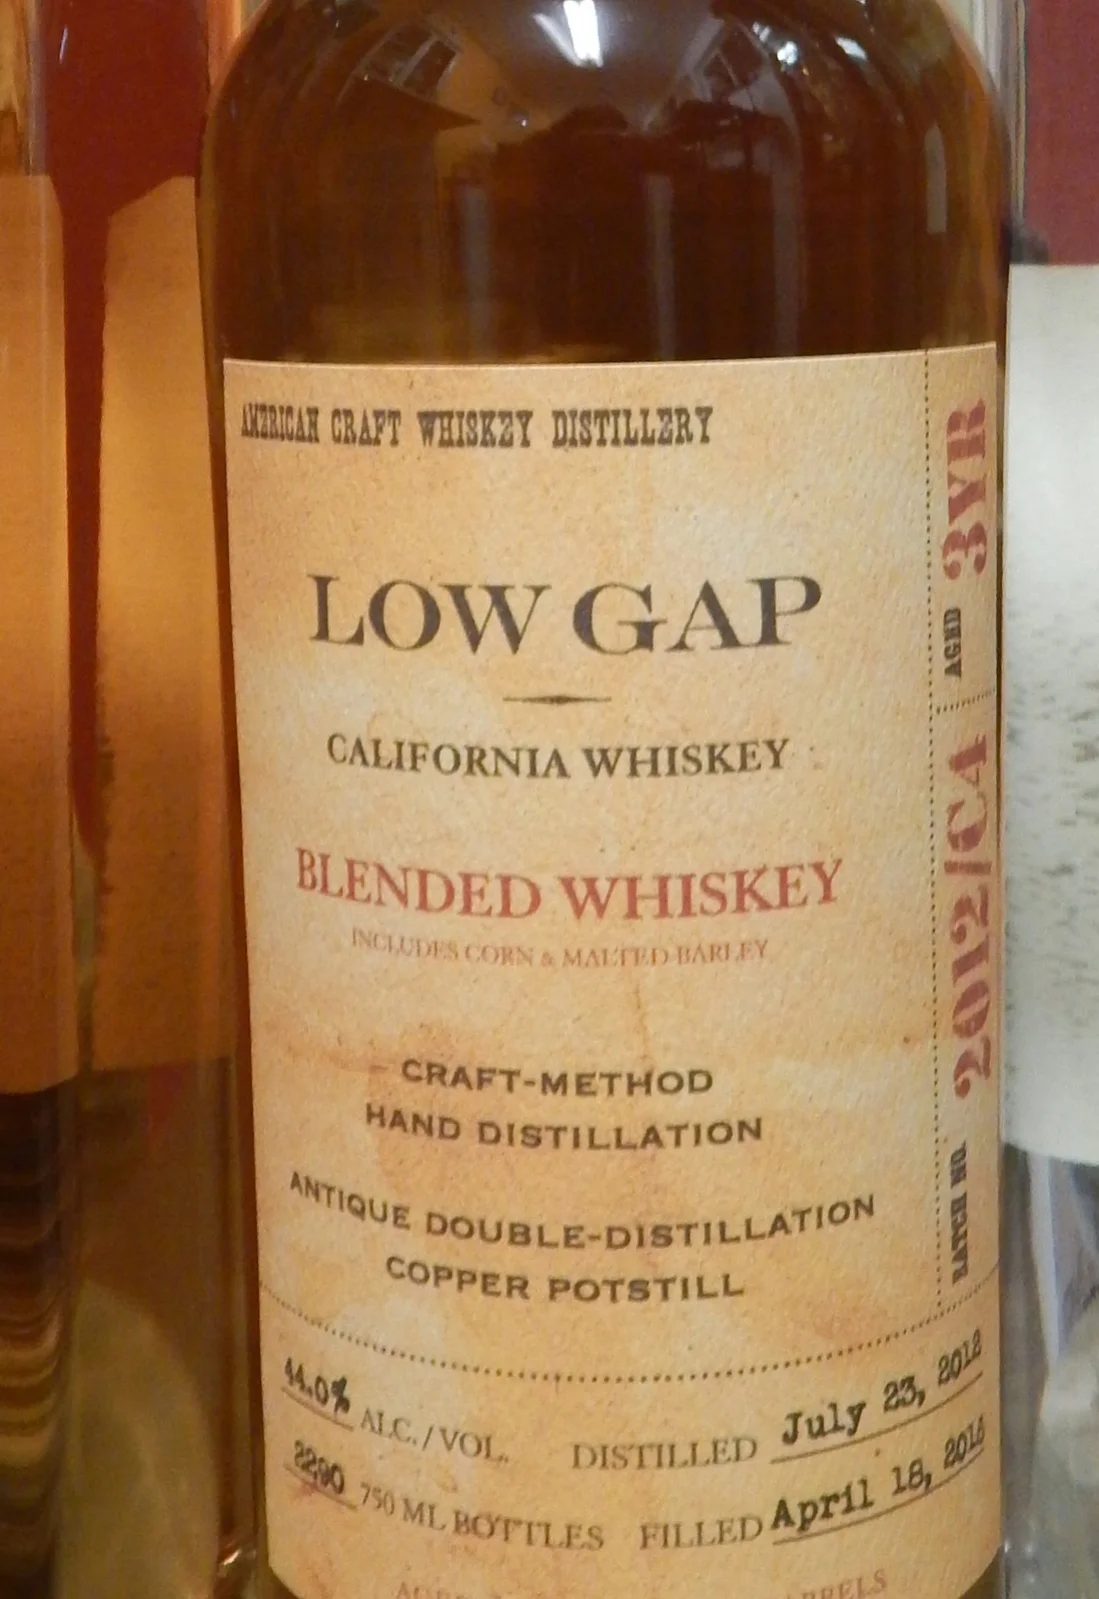 AMERICAN CRAFT WHISKEY DISTILLERY
LOW GAP
CALIFORNIA WHISKEY
BLENDED WHISKEY
INCLUDES CORN & MALTED BARLEY
CRAFT-METHOD
HAND DISTILLATION
ANTIQUE DOUBLE-DISTILLATION
COPPER POTSTILL
44.0% ALC./VOL. DISTILLED July 23, 2012
2290 750 ML BOTTLES FILLED April 18,
BATCH NO. 2012/C4 AGED 3YR